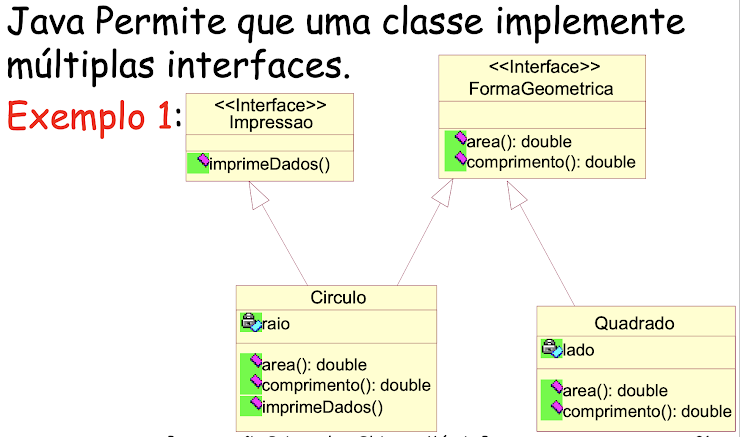 Java Permite que uma classe implemente
múltiplas interfaces.
Exemplo 1:
<<Interface>>
Impressao
imprimeDados()
<<Interface>>
FormaGeometrica
area(): double
comprimento(): double
Circulo
raio
area(): double
comprimento(): double
imprimeDados()
Quadrado
lado
area(): double
comprimento(): double